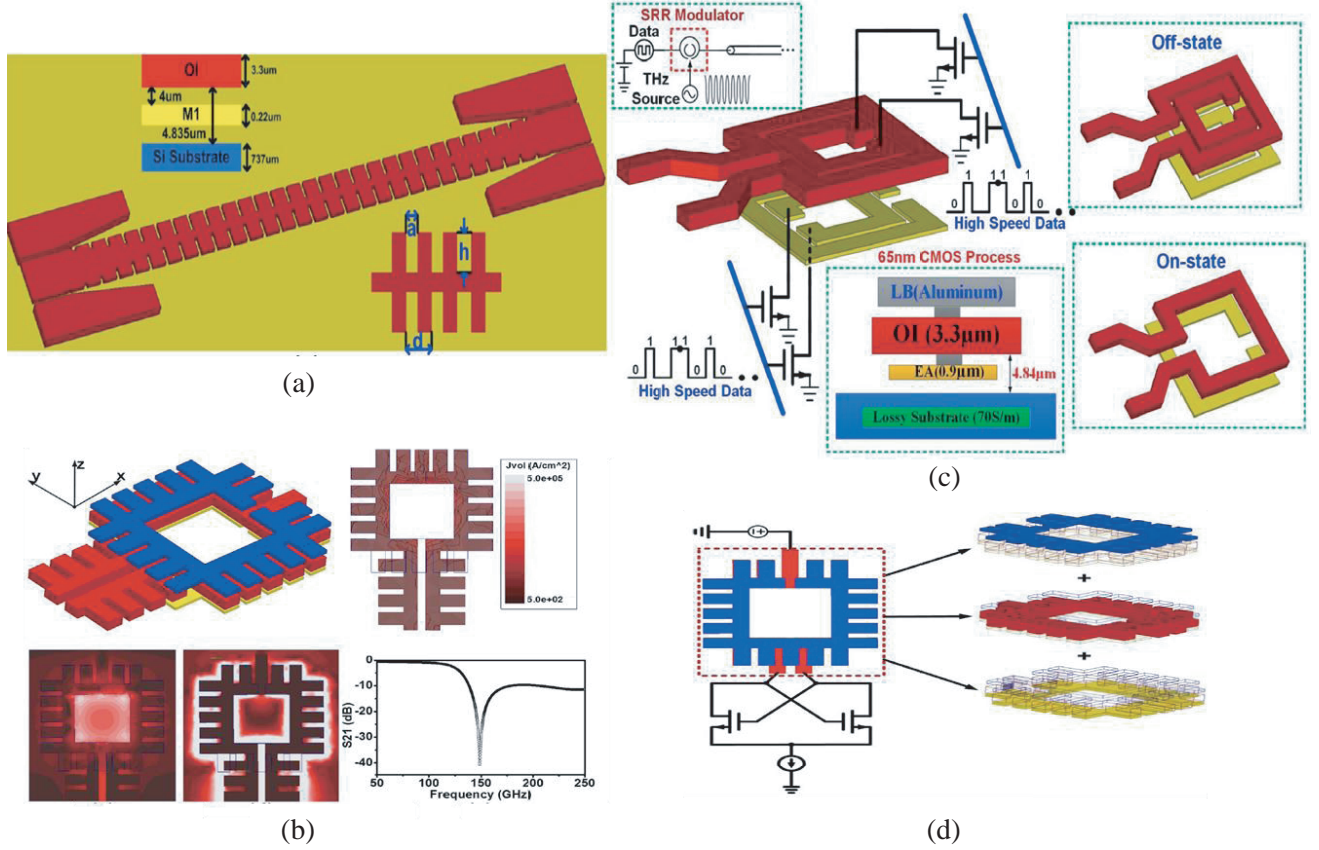 OI
3.3um
4um
M1
0.22um
4.835um
Si Substrate
737um
a
h
d
(a)
SRR Modulator
Data
THz
Source
1 11 1
0 0 0 0
High Speed Data
1 11 1
0 0 0 0
High Speed Data
65nm CMOS Process
LB(Aluminum)
OI (3.3μm)
EA(0.9μm)
4.84μm
Lossy Substrate (70S/m)
Off-state
On-state
(c)
z
y
x
Jvol (A/cm^2)
5.0e+05
5.0e+02
0
-10
-20
-30
-40
S21 (dB)
50 100 150 200 250
Frequency (GHz)
(b)
+
+
(d)